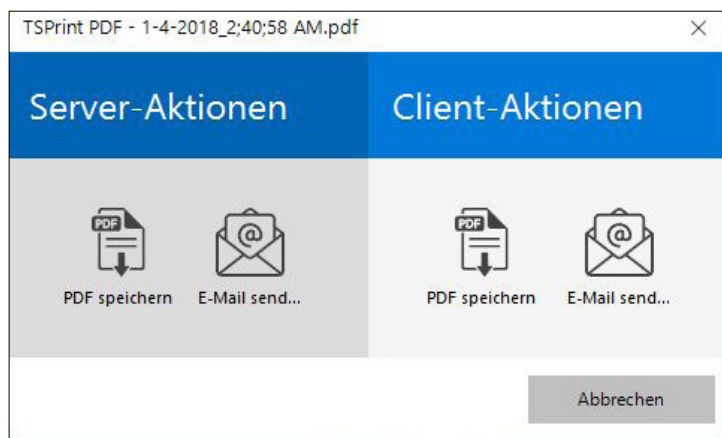 TSPrint PDF - 1-4-2018_2;40;58 AM.pdf
Server-Aktionen
Client-Aktionen
PDF
@
PDF
@
PDF speichern
E-Mail send...
PDF speichern
E-Mail send...
Abbrechen